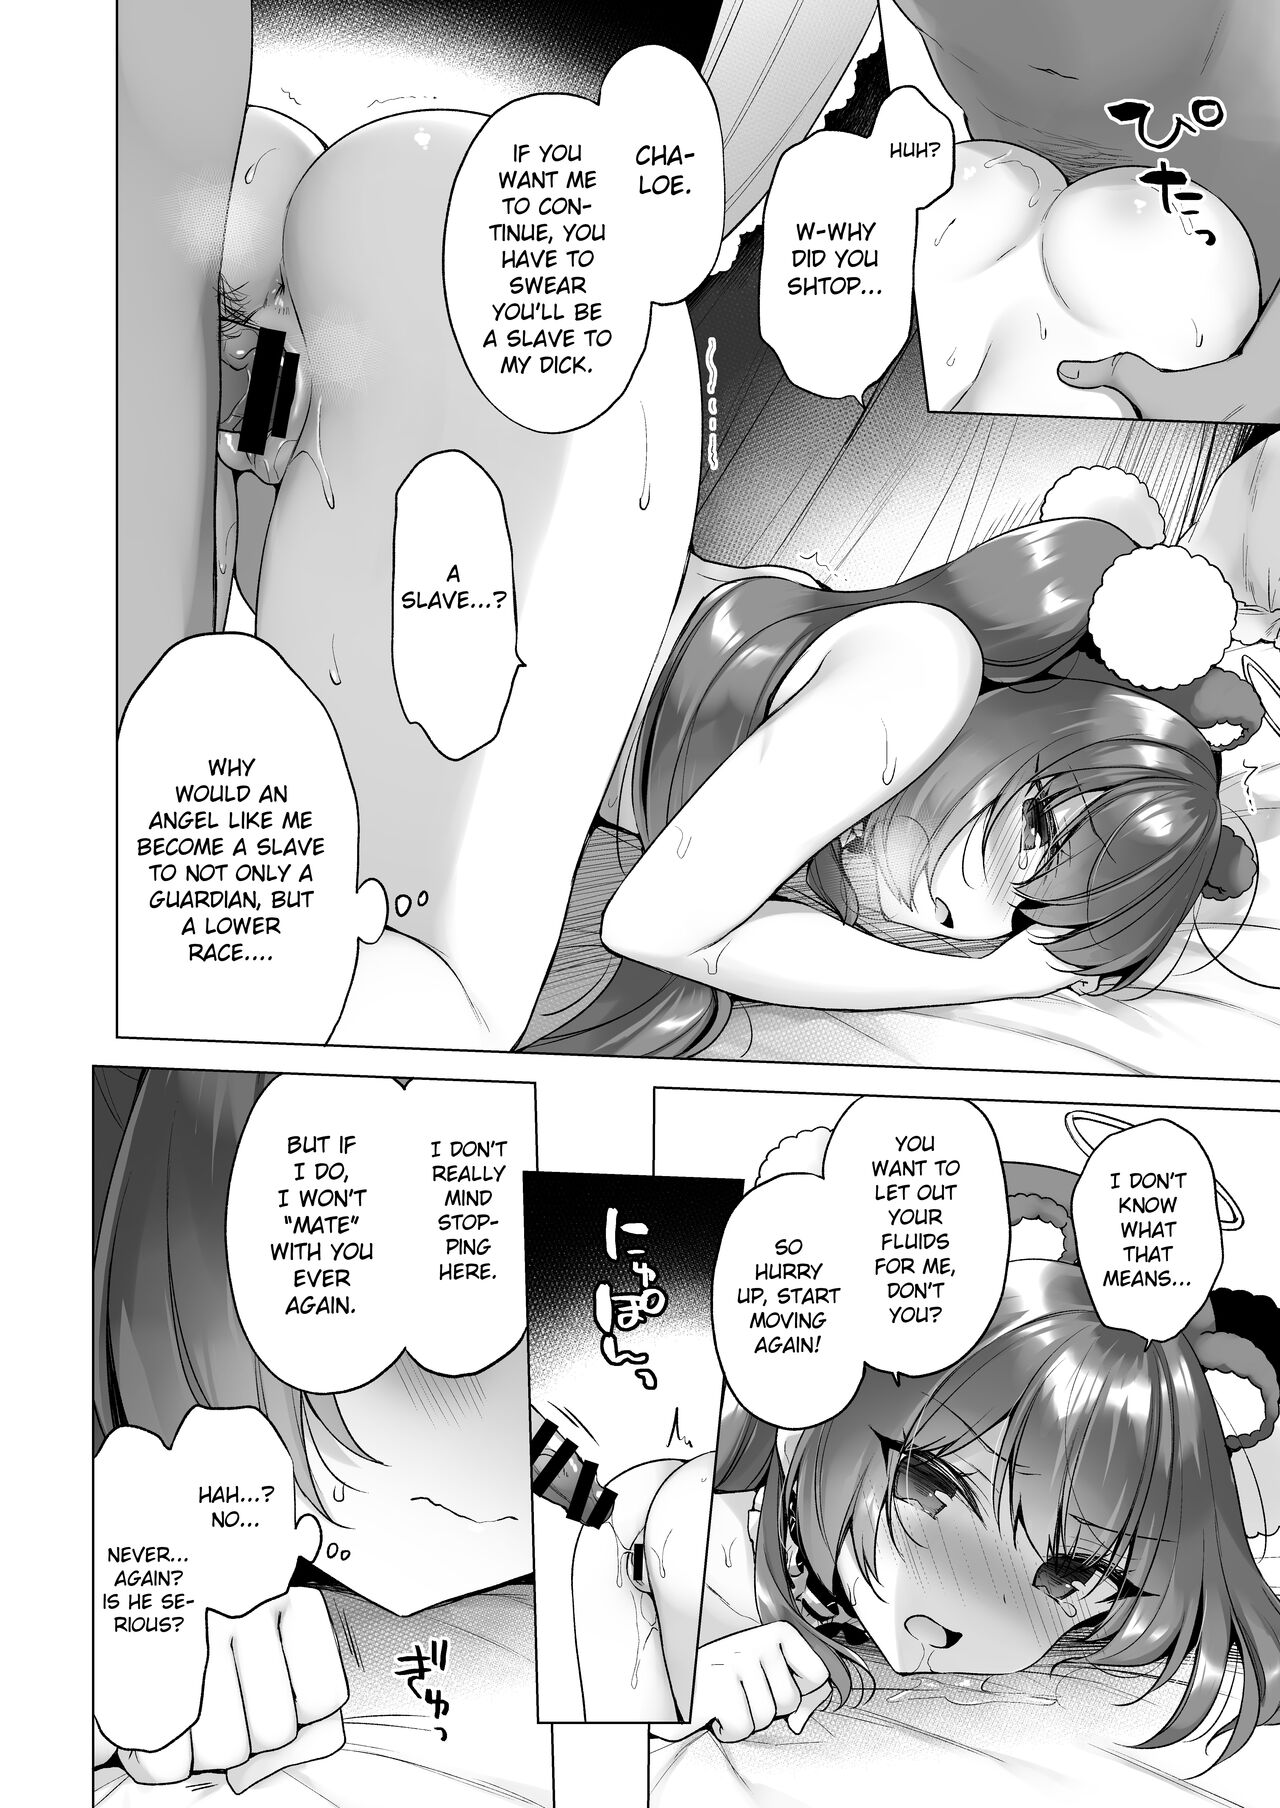 ぴたっ
HUH?
W-WHY
DID YOU
SHTOP...
CHA-
LOE.
IF YOU
WANT ME
TO CON-
TINUE, YOU
HAVE TO
SWEAR
YOU'LL BE
A SLAVE TO
MY DICK.
A
SLAVE...?
WHY
WOULD AN
ANGEL LIKE ME
BECOME A SLAVE
TO NOT ONLY A
GUARDIAN, BUT
A LOWER
RACE....
I DON'T
KNOW
WHAT
THAT
MEANS...
YOU
WANT TO
LET OUT
YOUR
FLUIDS
FOR ME,
DON'T
YOU?
SO
HURRY
UP, START
MOVING
AGAIN!
にゅぽんっ
I DON'T
REALLY
MIND
STOP-
PING
HERE.
BUT IF
I DO,
I WON'T
"MATE"
WITH YOU
EVER
AGAIN.
HAH...?
NO...
NEVER...
AGAIN?
IS HE SE-
RIOUS?
ぎゅっ